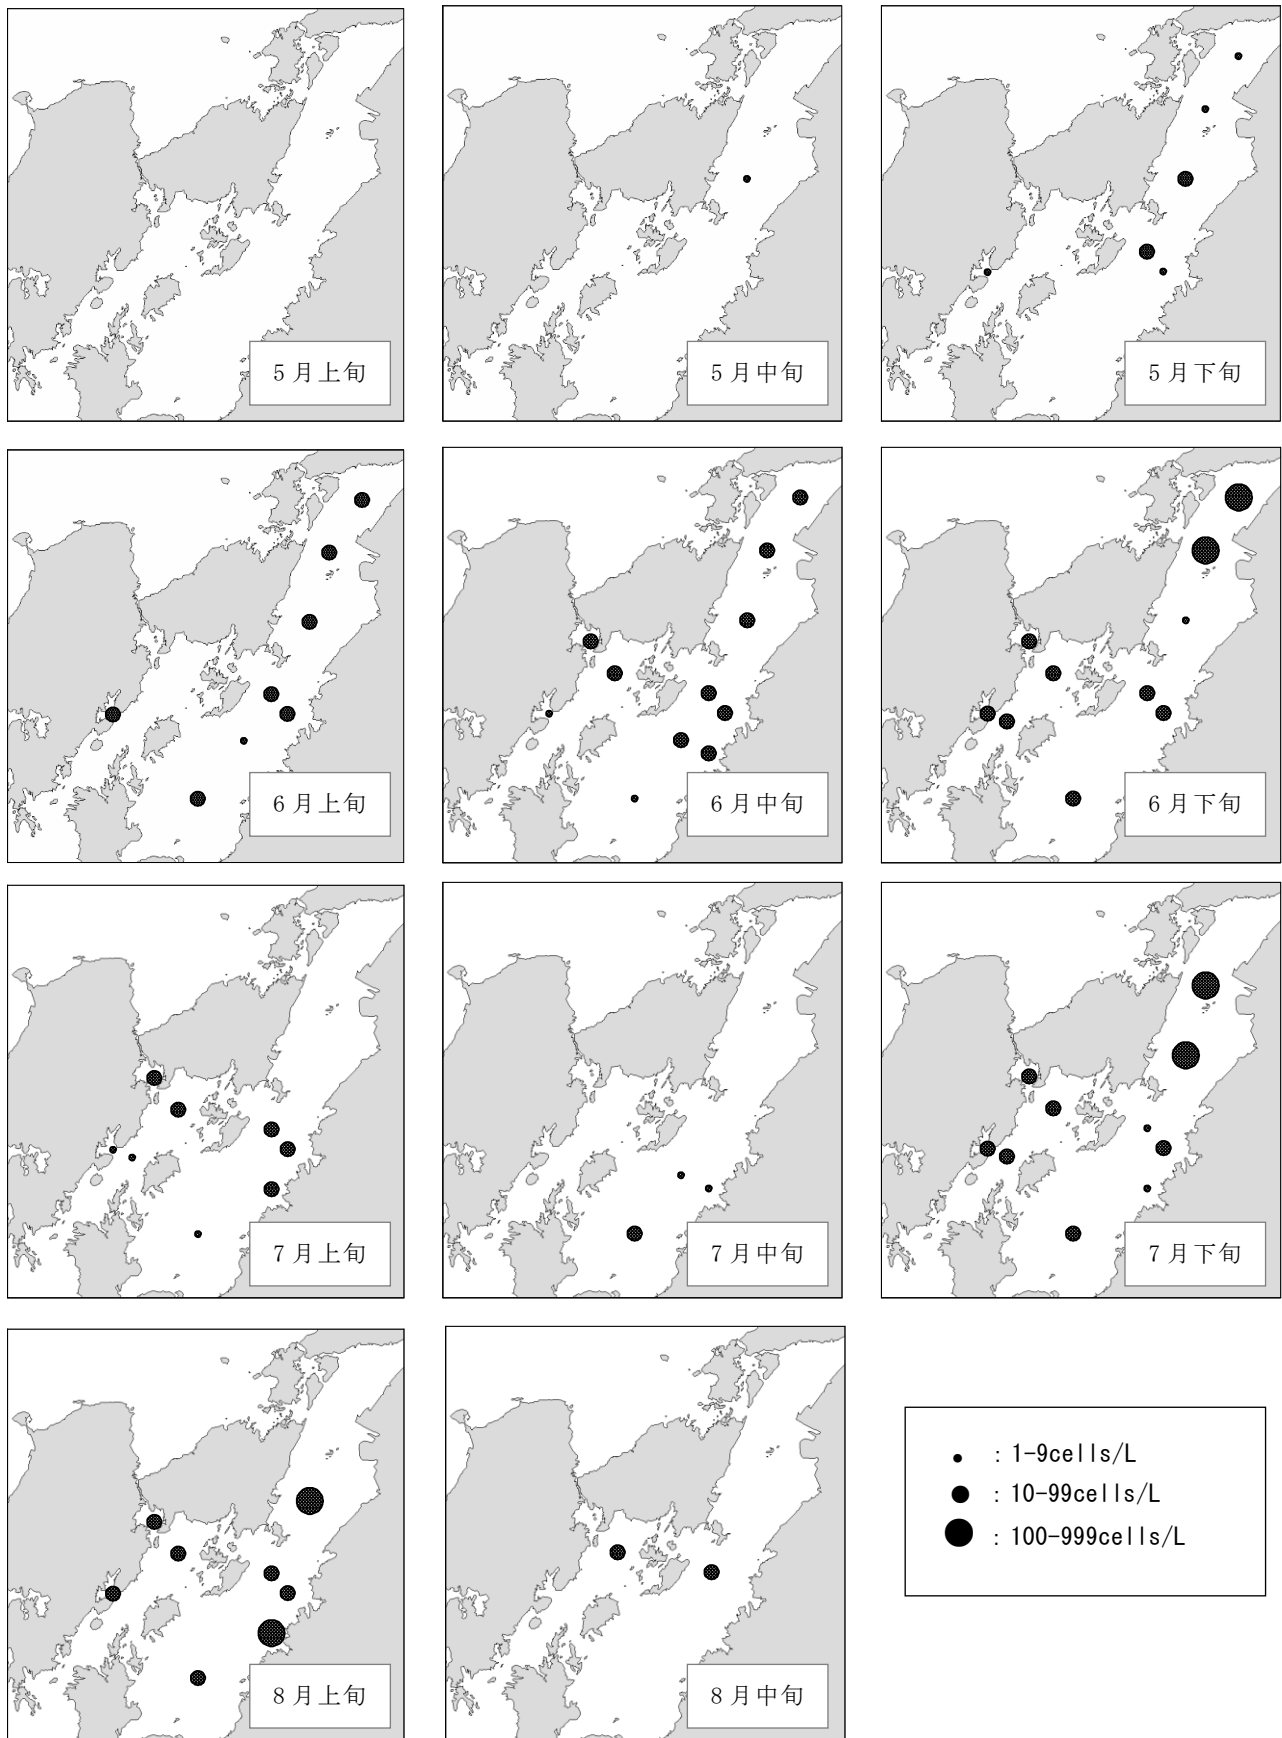 5月上旬
5月中旬
5月下旬
6月上旬
6月中旬
6月下旬
7月上旬
7月中旬
7月下旬
8月上旬
8月中旬
: 1-9cells/L
: 10-99cells/L
: 100-999cells/L